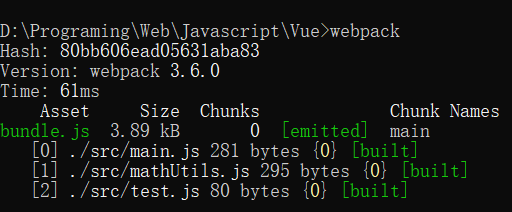 D:\Programing\Web\Javascript\Vue>webpack
Hash: 80bb606ead05631aba83
Version: webpack 3.6.0
Time: 61ms
    Asset     Size  Chunks             Chunk Names
bundle.js  3.89 kB       0  [emitted]  main
   [0] ./src/main.js 281 bytes {0} [built]
   [1] ./src/mathUtils.js 295 bytes {0} [built]
   [2] ./src/test.js 80 bytes {0} [built]